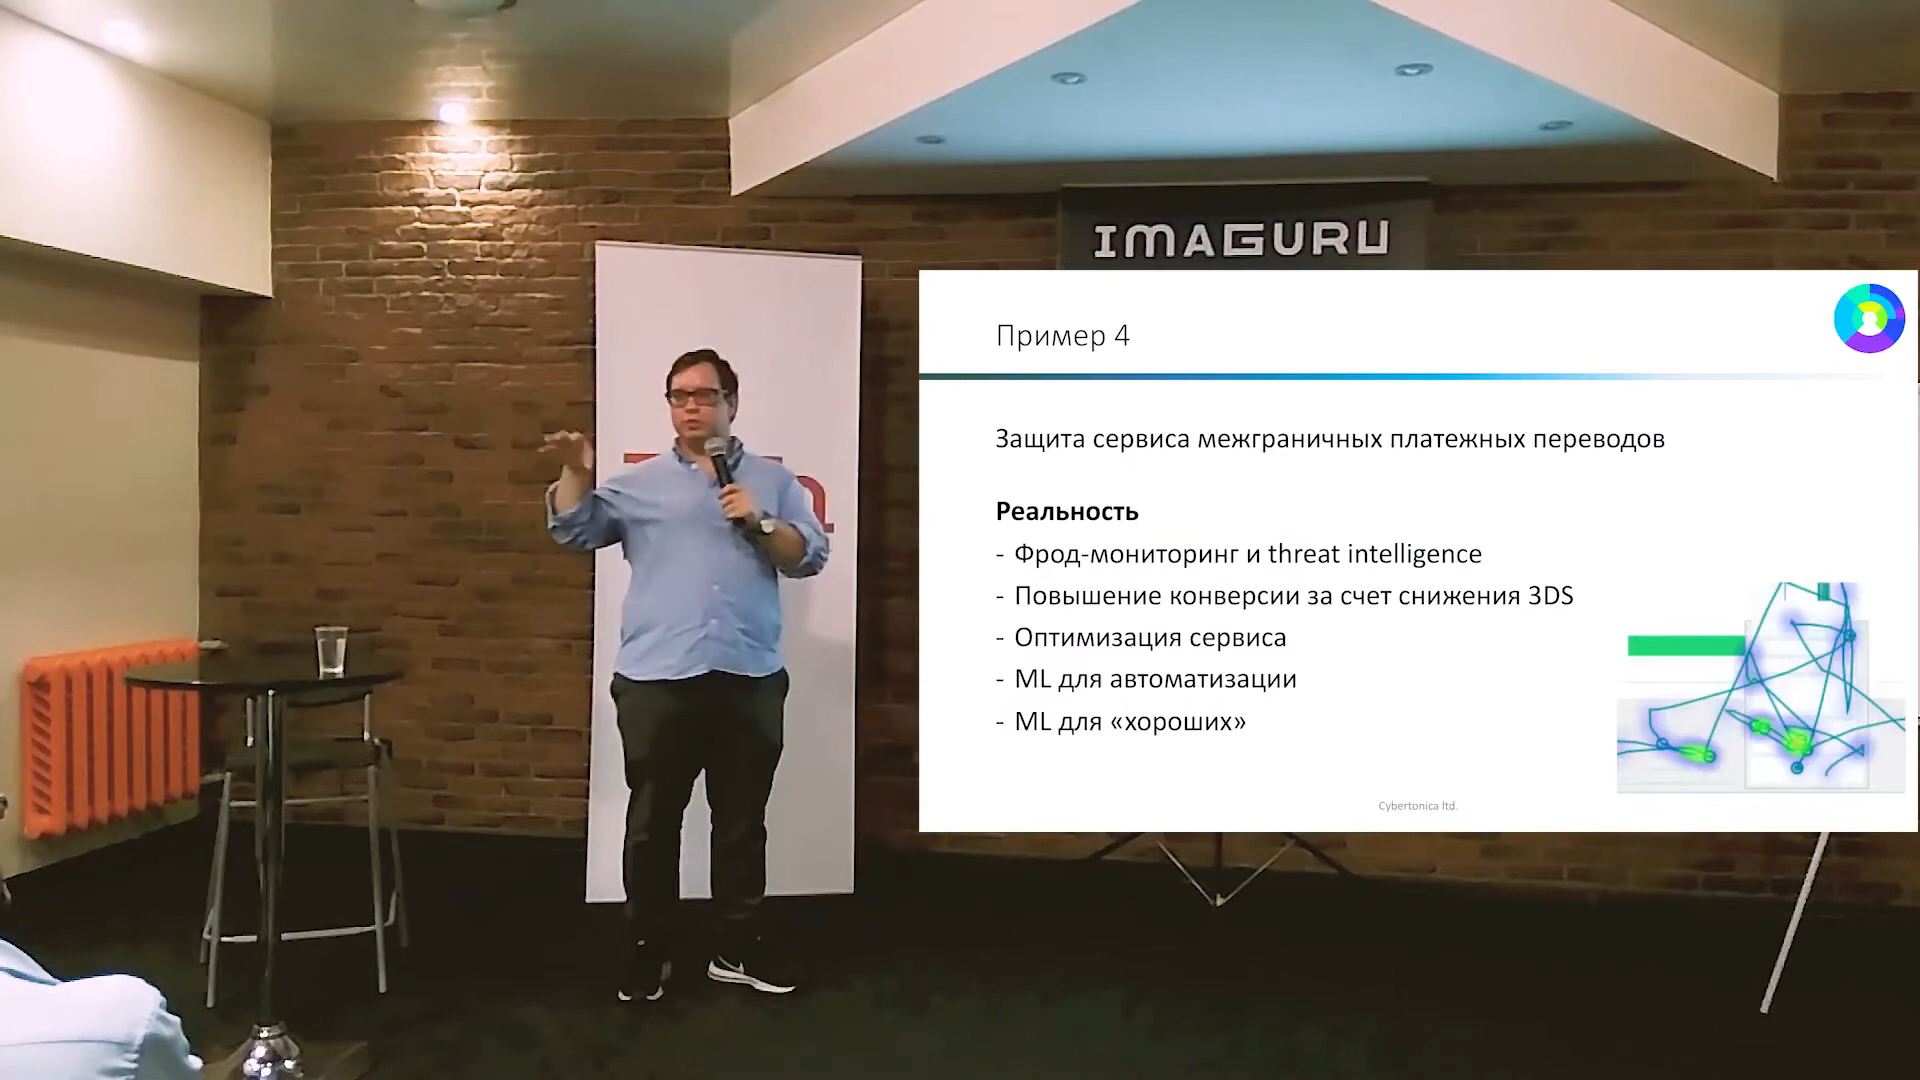 IMAGURU
Пример 4
Защита сервиса межграничных платежных переводов
Реальность
- Фрод-мониторинг и threat intelligence
- Повышение конверсии за счет снижения 3DS
- Оптимизация сервиса
- ML для автоматизации
- ML для «хороших»
Cybertonica ltd.